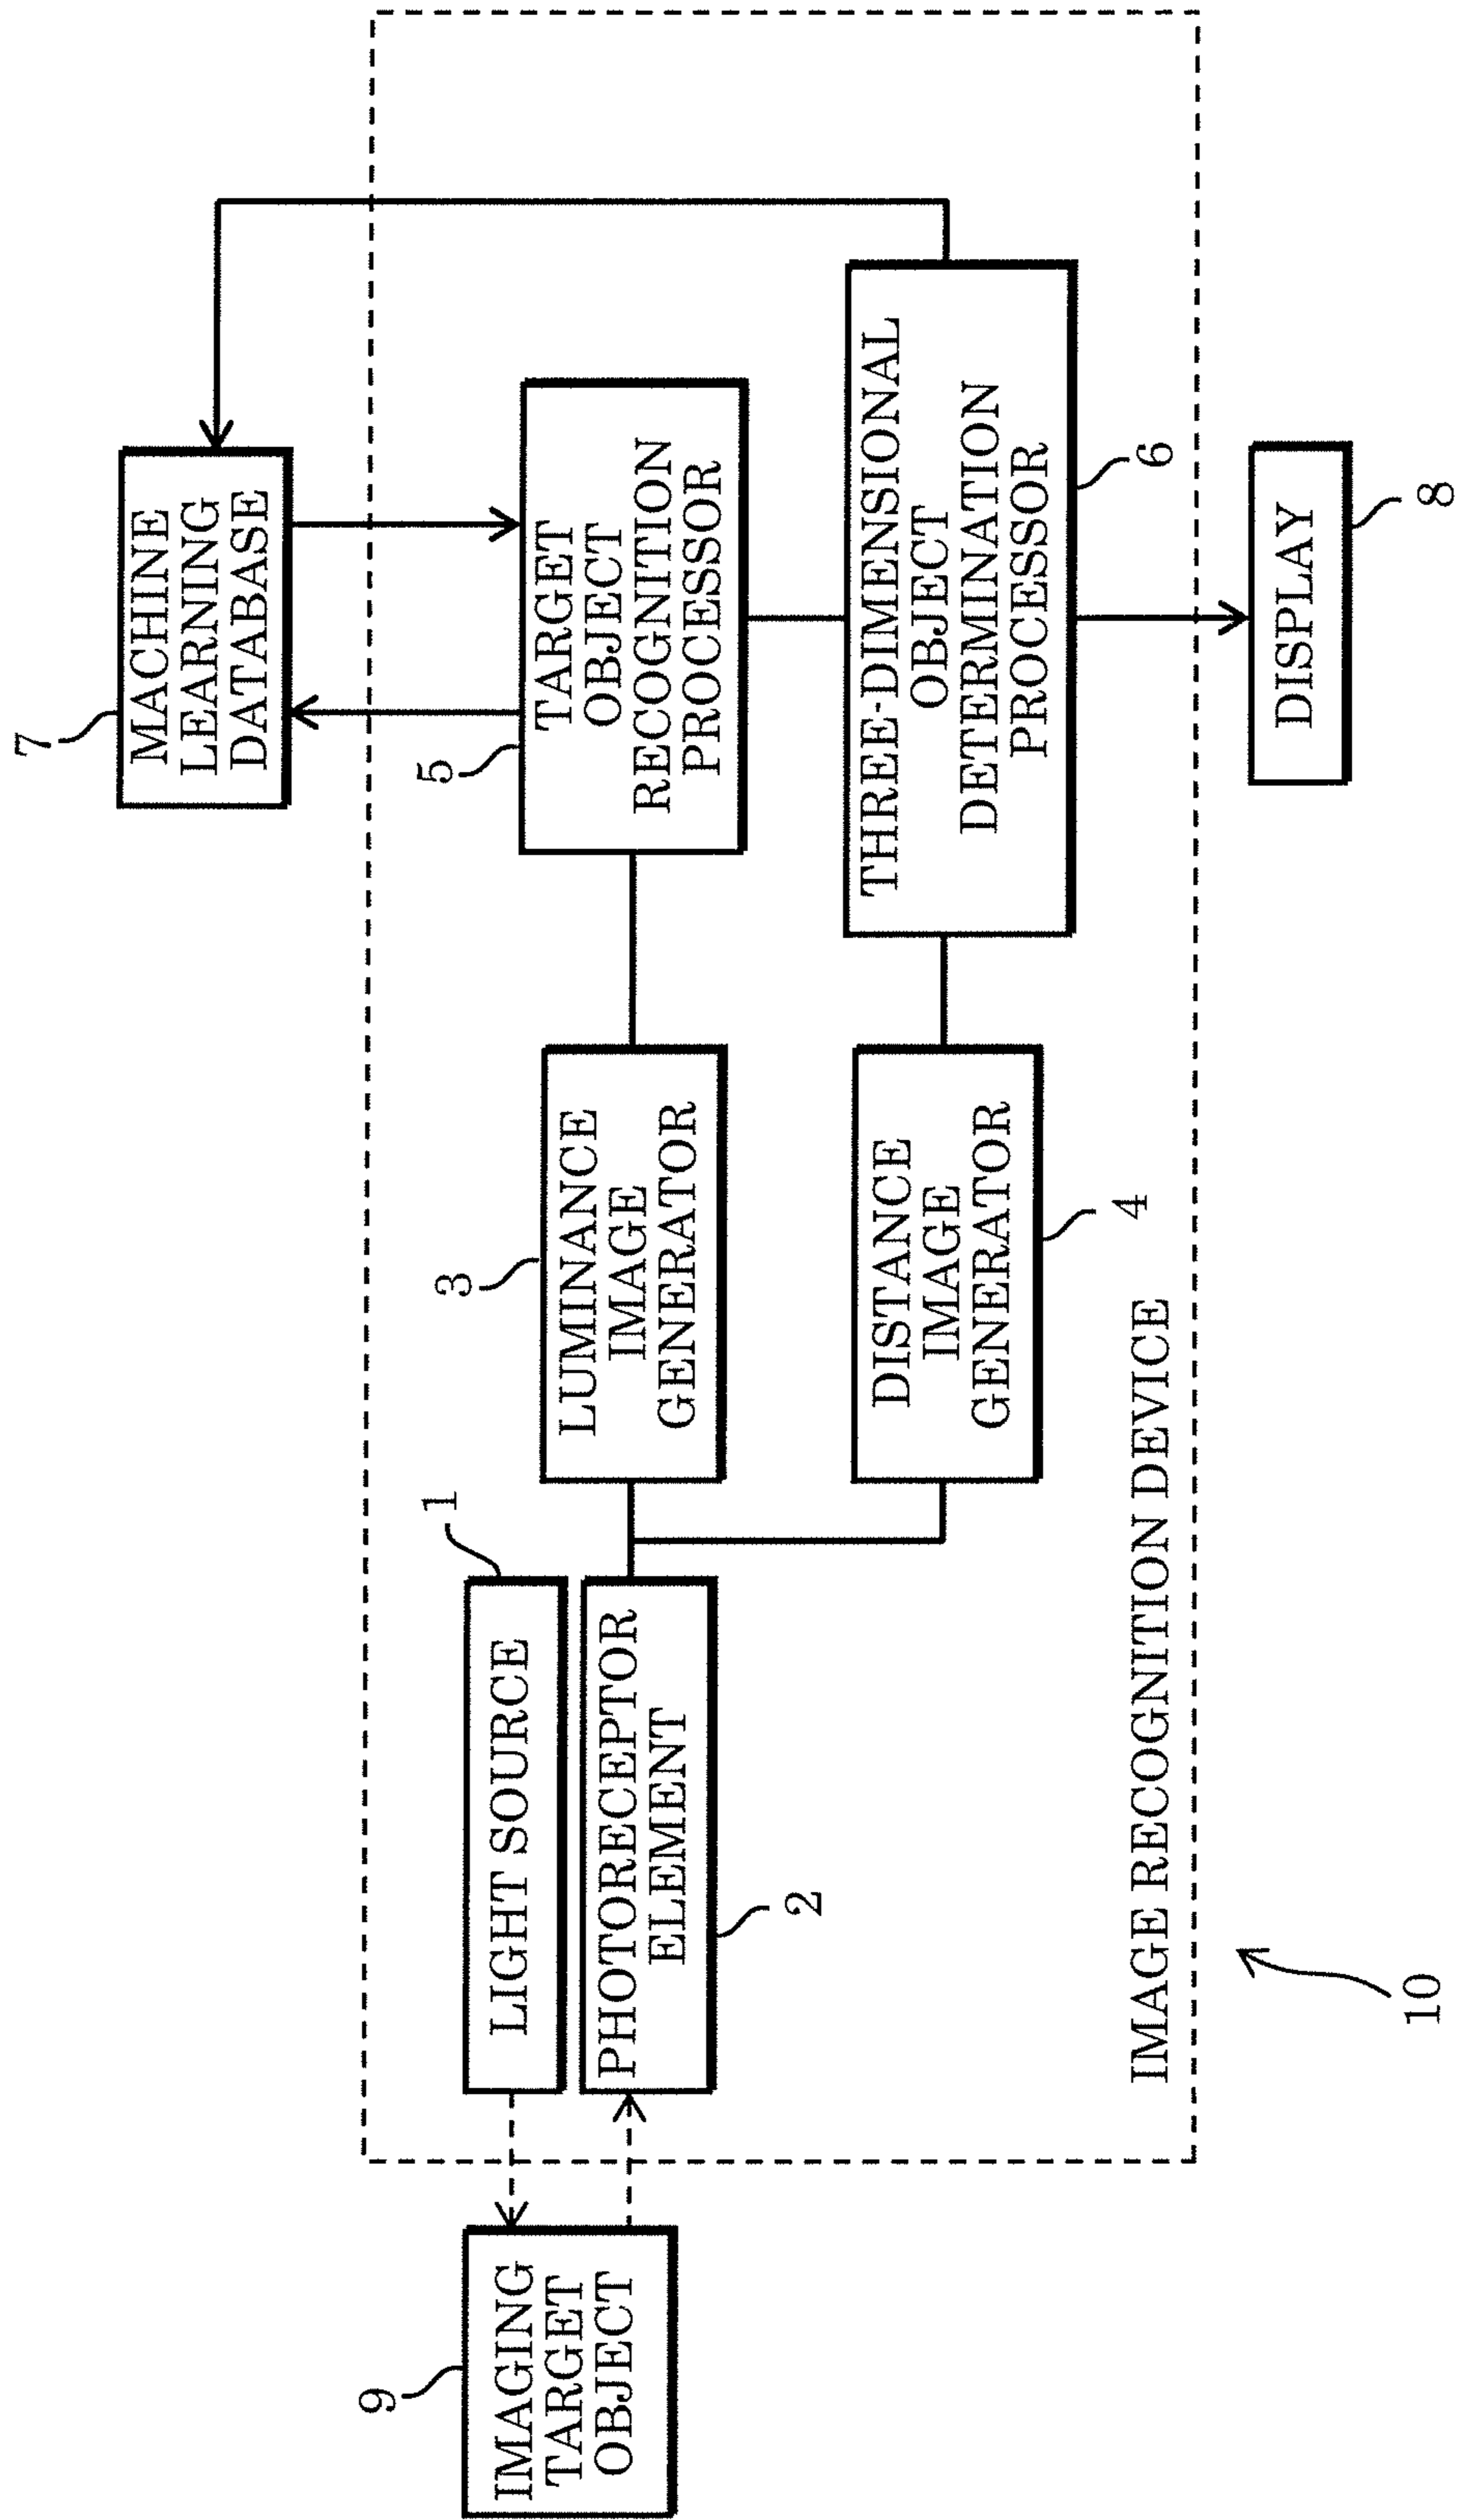 7
MACHINE
LEARNING
DATABASE
9
IMAGING
TARGET
OBJECT
1
LIGHT SOURCE
PHOTORECEPTOR
ELEMENT
2
3
LUMINANCE
IMAGE
GENERATOR
5
TARGET
OBJECT
RECOGNITION
PROCESSOR
DISTANCE
IMAGE
GENERATOR
4
THREE-DIMENSIONAL
OBJECT
DETERMINATION
PROCESSOR
6
IMAGE RECOGNITION DEVICE
10
DISPLAY
8